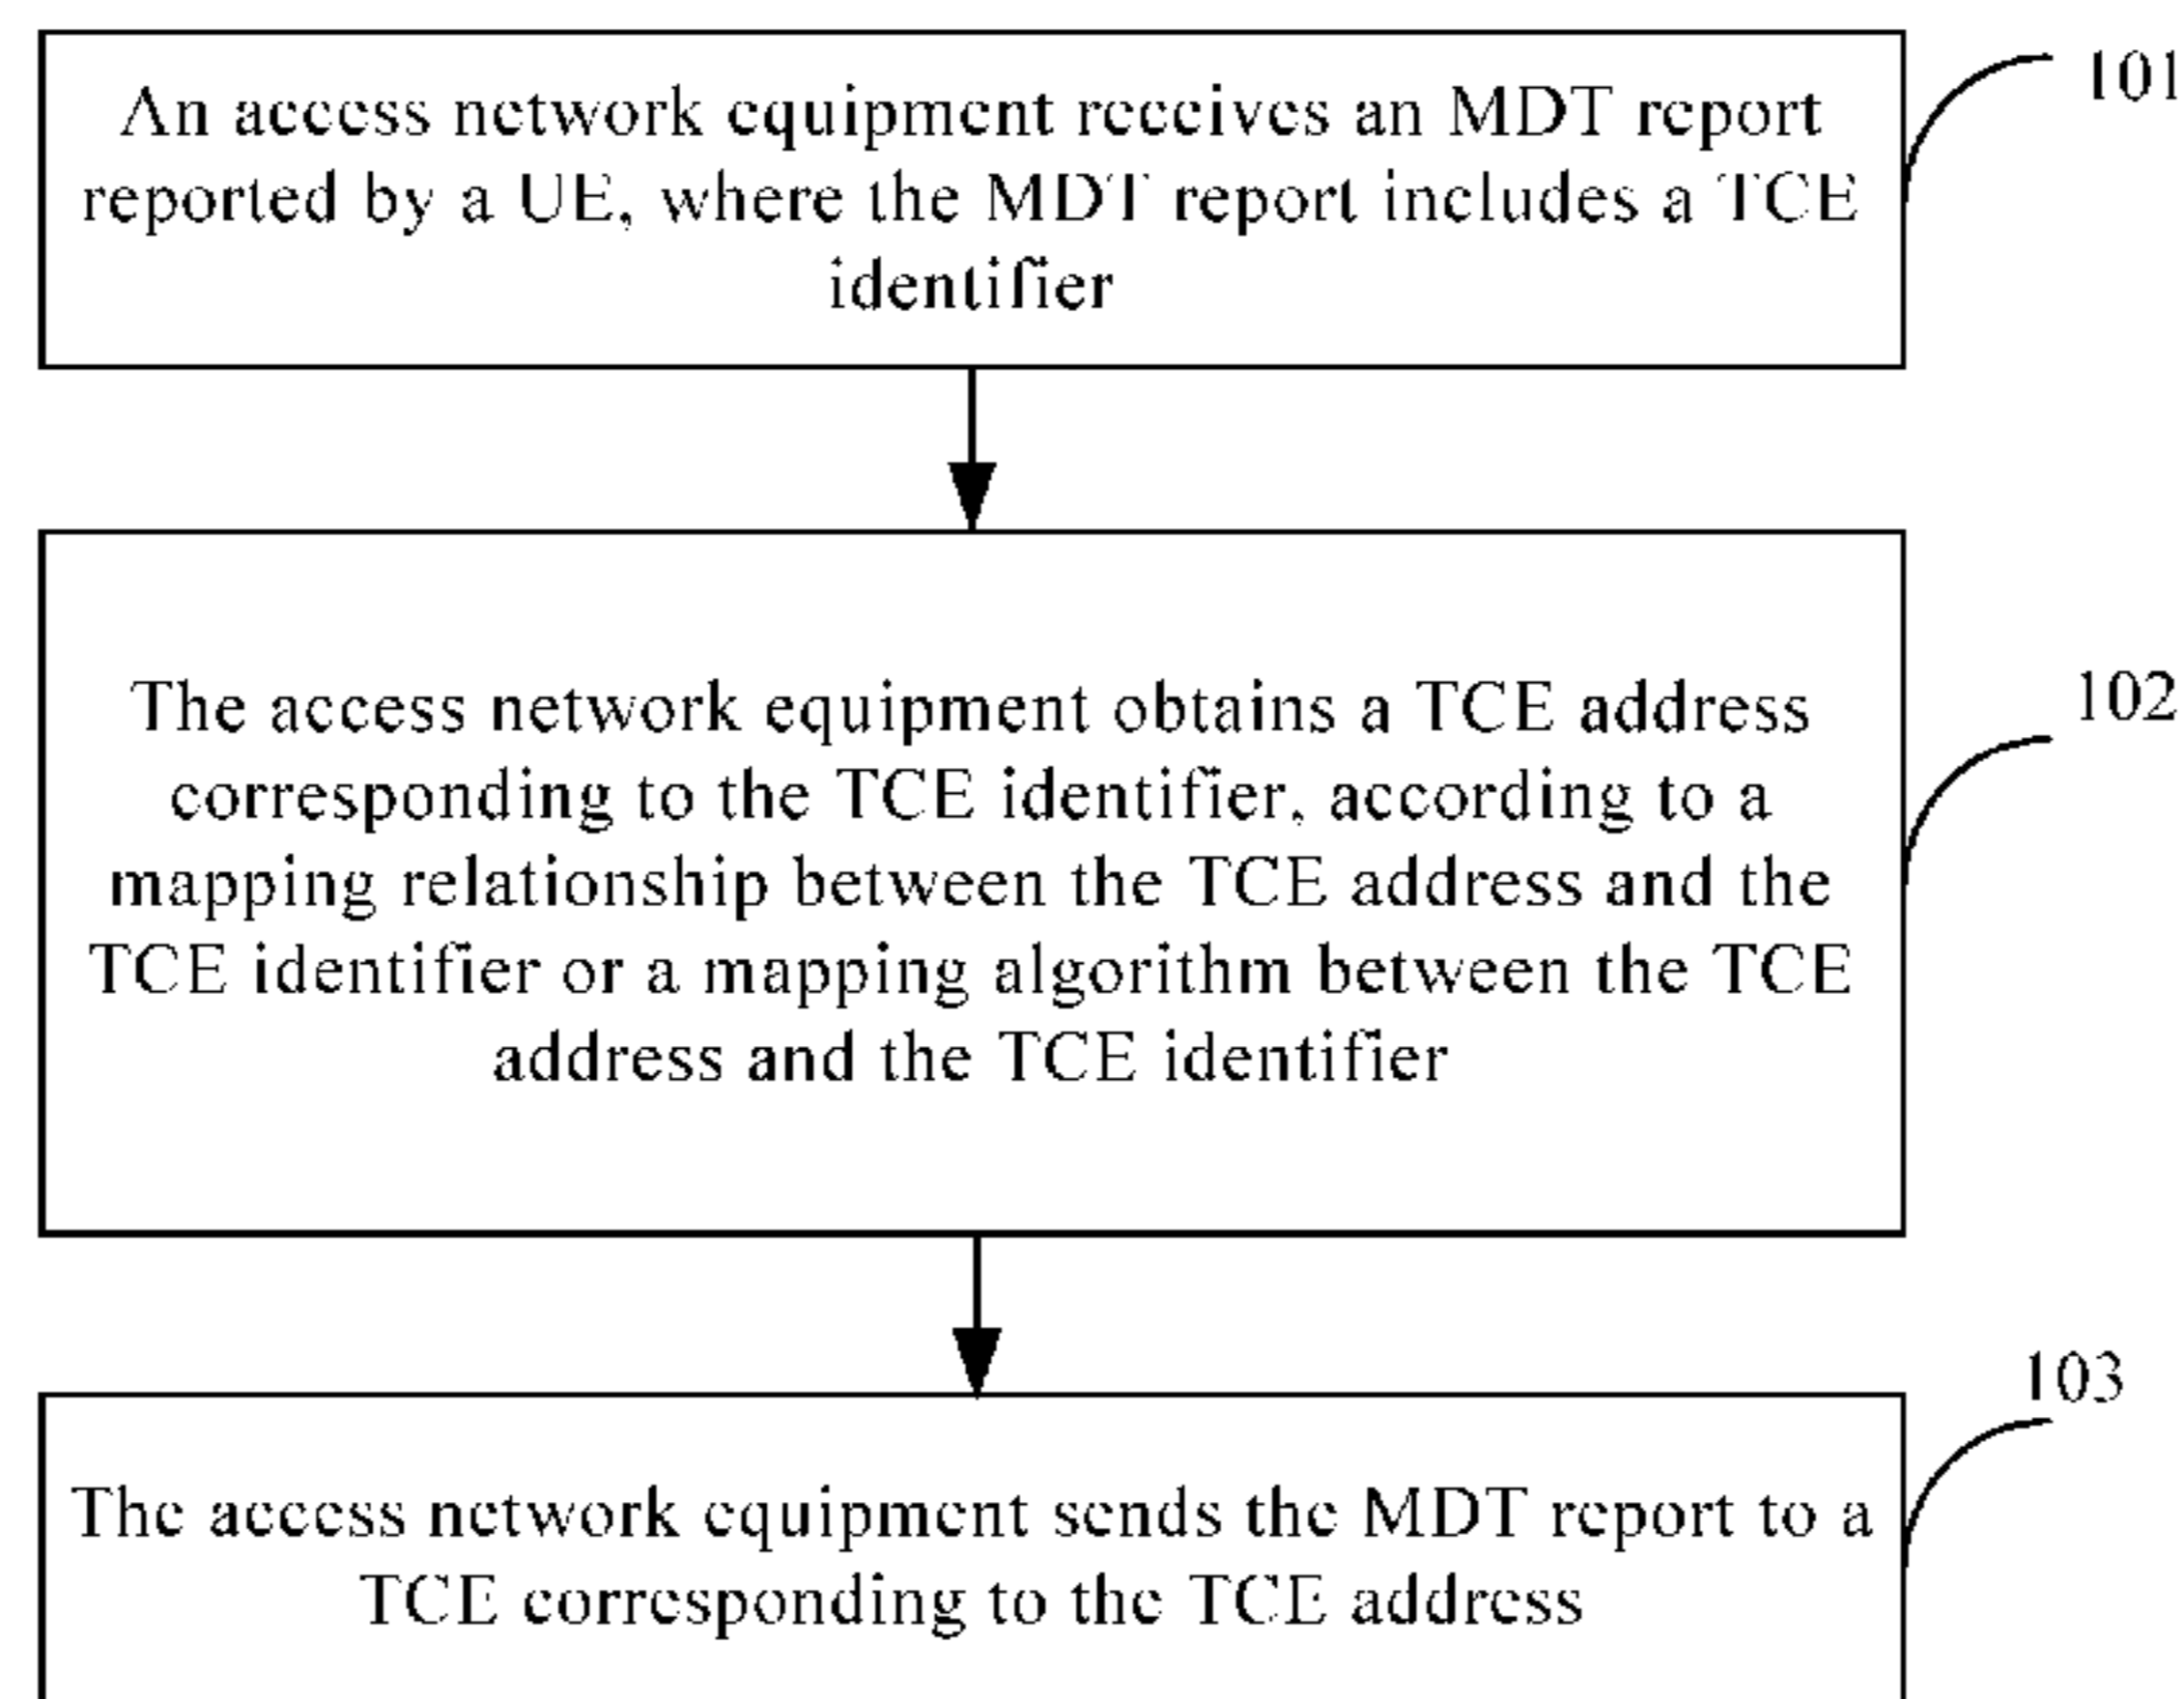 An access network equipment receives an MDT report
101
reported by a UE, where the MDT report includes a TCE
identifier
The access network equipment obtains a TCE address
102
corresponding to the TCE identifier, according to a
mapping relationship between the TCE address and the
TCE identifier or a mapping algorithm between the TCE
address and the TCE identifier
103
The access network equipment sends the MDT report to a
TCE corresponding to the TCE address